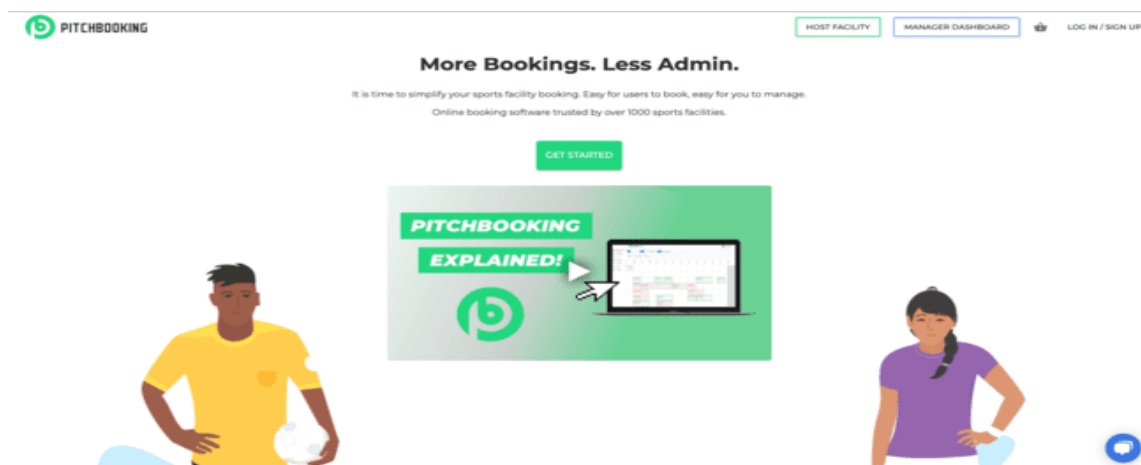 PITCHBOOKING
HOST FACILITY
MANAGER DASHBOARD
LOG IN / SIGN UP
More Bookings. Less Admin.
It is time to simplify your sports facility booking. Easy for users to book, easy for you to manage.
Online booking software trusted by over 1000 sports facilities.
GET STARTED
PITCHBOOKING
EXPLAINED!